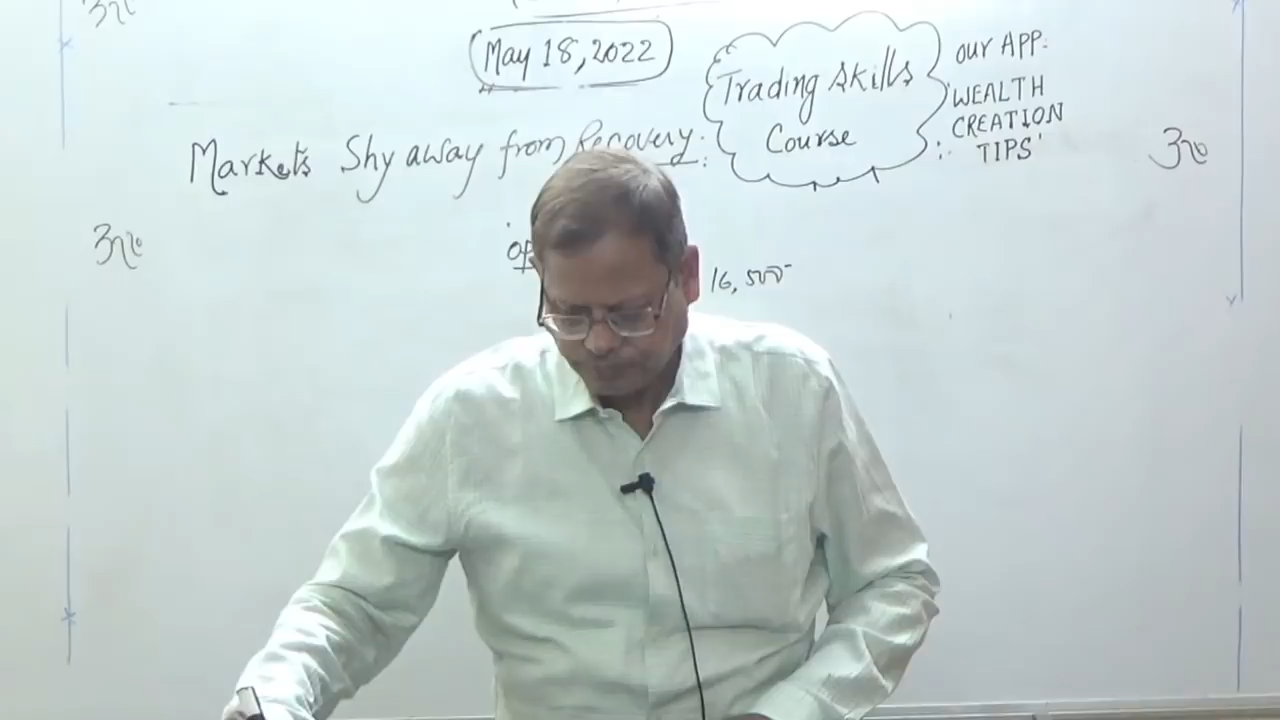 May 18, 2022
Trading Skills
Course
our APP:
'WEALTH
CREATION
TIPS'
Markets Shy away from Recovery:
16,500